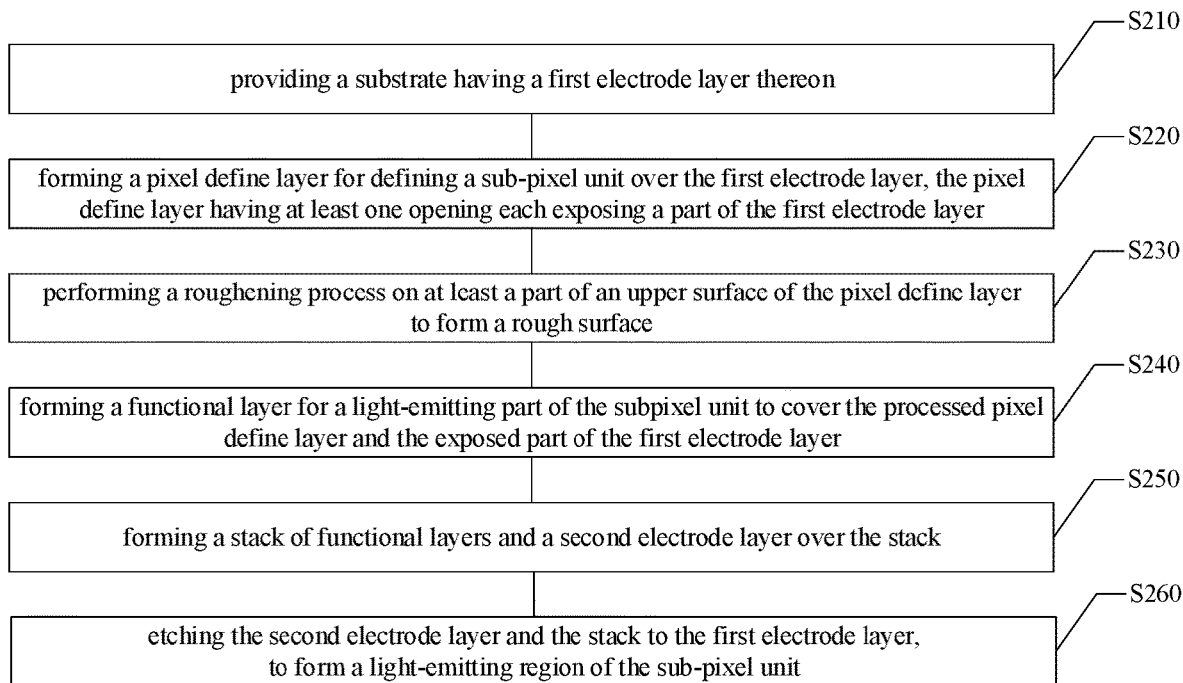 S210
providing a substrate having a first electrode layer thereon
S220
forming a pixel define layer for defining a sub-pixel unit over the first electrode layer, the pixel
define layer having at least one opening each exposing a part of the first electrode layer
S230
performing a roughening process on at least a part of an upper surface of the pixel define layer
to form a rough surface
S240
forming a functional layer for a light-emitting part of the subpixel unit to cover the processed pixel
define layer and the exposed part of the first electrode layer
S250
forming a stack of functional layers and a second electrode layer over the stack
S260
etching the second electrode layer and the stack to the first electrode layer,
to form a light-emitting region of the sub-pixel unit